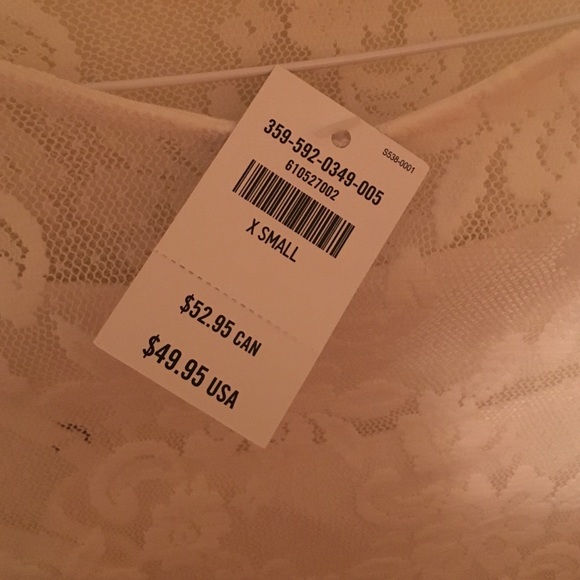 S538-0001
359-592-0349-005
610527002
X SMALL
$52.95 CAN
$49.95 USA